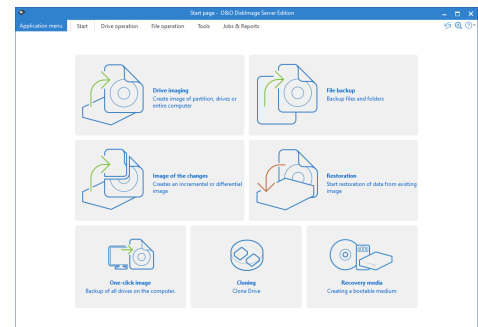 Start page - O&O DiskImage Server Edition
Application menu Start Drive operation File operation Tools Jobs & Reports
Drive imaging
Create image of partition, drives or
entire computer
File backup
Backup files and folders
Image of the changes
Creates an incremental or differential
image
Restoration
Start restoration of data from existing
image
One-click image
Backup of all drives on the computer.
Cloning
Clone Drive
Recovery media
Creating a bootable medium